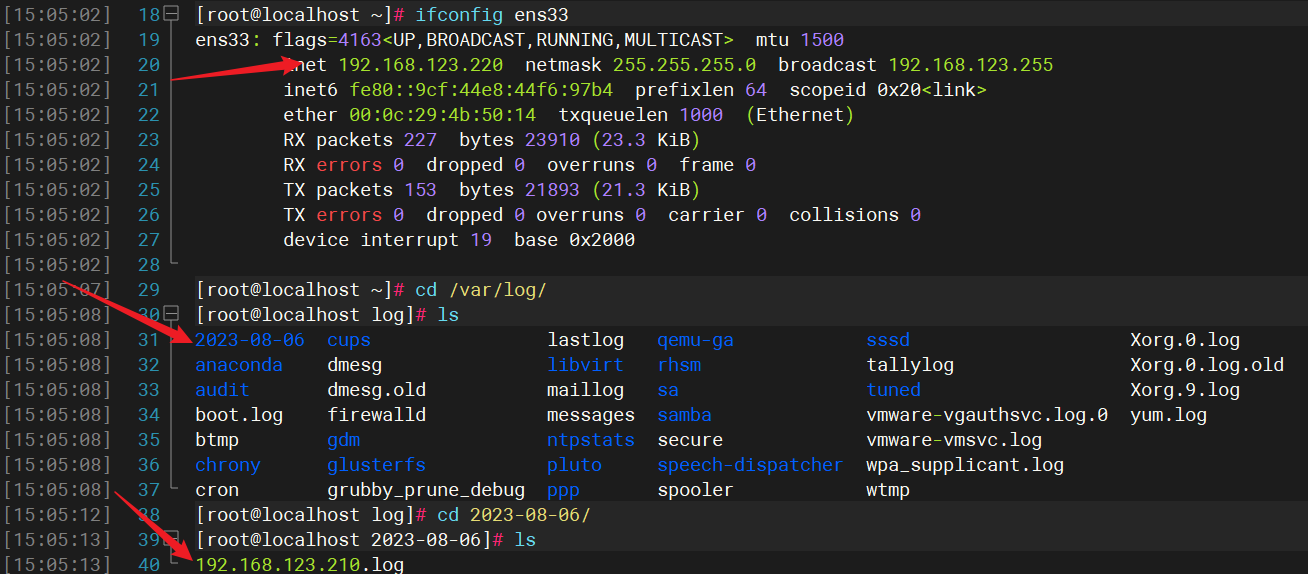 [15:05:02] 18 [root@localhost ~]# ifconfig ens33
[15:05:02] 19 ens33: flags=4163<UP,BROADCAST,RUNNING,MULTICAST>  mtu 1500
[15:05:02] 20 inet 192.168.123.220  netmask 255.255.255.0  broadcast 192.168.123.255
[15:05:02] 21 inet6 fe80::9cf:44e8:44f6:97b4  prefixlen 64  scopeid 0x20<link>
[15:05:02] 22 ether 00:0c:29:4b:50:14  txqueuelen 1000  (Ethernet)
[15:05:02] 23 RX packets 227  bytes 23910 (23.3 KiB)
[15:05:02] 24 RX errors 0  dropped 0  overruns 0  frame 0
[15:05:02] 25 TX packets 153  bytes 21893 (21.3 KiB)
[15:05:02] 26 TX errors 0  dropped 0 overruns 0  carrier 0  collisions 0
[15:05:02] 27 device interrupt 19  base 0x2000
[15:05:02] 28
[15:05:07] 29 [root@localhost ~]# cd /var/log/
[15:05:08] 30 [root@localhost log]# ls
[15:05:08] 31 2023-08-06  cups  lastlog  qemu-ga  sssd  Xorg.0.log
[15:05:08] 32 anaconda  dmesg  libvirt  rhsm  tallylog  Xorg.0.log.old
[15:05:08] 33 audit  dmesg.old  maillog  sa  tuned  Xorg.9.log
[15:05:08] 34 boot.log  firewalld  messages  samba  vmware-vgauthsvc.log.0  yum.log
[15:05:08] 35 btmp  gdm  ntpstats  secure  vmware-vmsvc.log
[15:05:08] 36 chrony  glusterfs  pluto  speech-dispatcher  wpa_supplicant.log
[15:05:08] 37 cron  grubby_prune_debug  ppp  spooler  wtmp
[15:05:12] 38 [root@localhost log]# cd 2023-08-06/
[15:05:13] 39 [root@localhost 2023-08-06]# ls
[15:05:13] 40 192.168.123.210.log